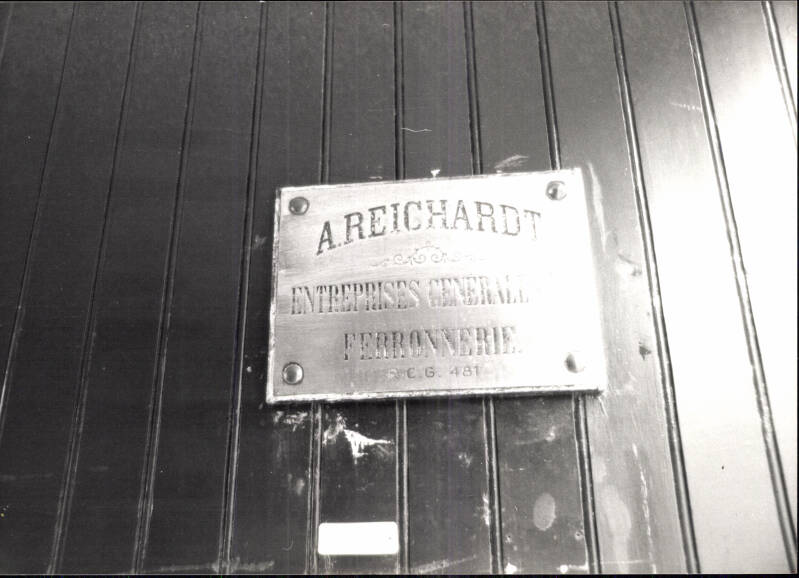 A. REICHARDT
ENTREPRISES GENERALES
FERRONNERIE.
R.C.G. 481